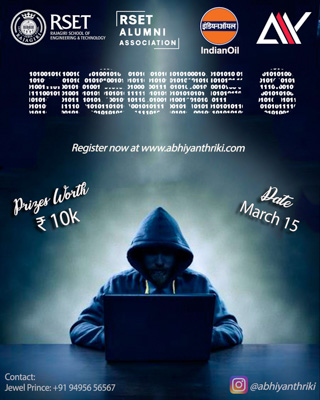 RSET
RAJAGIRI SCHOOL OF
ENGINEERING & TECHNOLOGY
RSET
ALUMNI
ASSOCIATION
इंडियनऑयल
IndianOil
Register now at www.abhiyanthriki.com
Prizes Worth
₹ 10k
Date
March 15
Contact:
Jewel Prince: +91 94956 56567
@abhiyanthriki